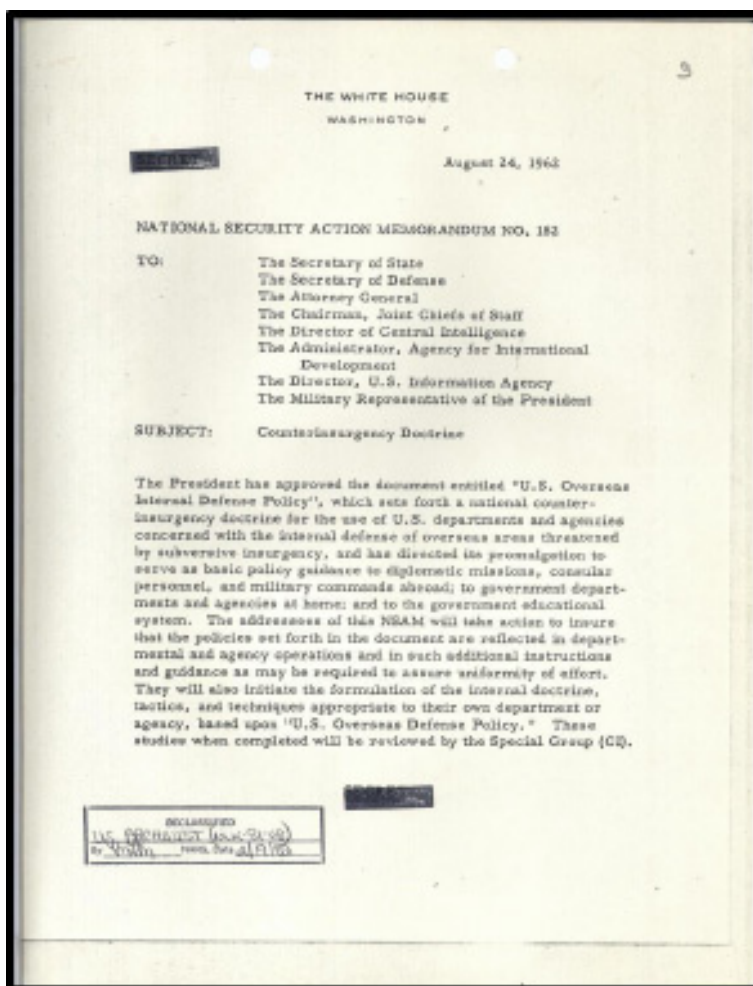 9
THE WHITE HOUSE
WASHINGTON
SECRET
August 24, 1962
NATIONAL SECURITY ACTION MEMORANDUM NO. 182
TO: The Secretary of State
The Secretary of Defense
The Attorney General
The Chairman, Joint Chiefs of Staff
The Director of Central Intelligence
The Administrator, Agency for International
Development
The Director, U.S. Information Agency
The Military Representative of the President
SUBJECT: Counterinsurgency Doctrine
The President has approved the document entitled "U.S. Overseas
Internal Defense Policy", which sets forth a national counter-
insurgency doctrine for the use of U.S. departments and agencies
concerned with the internal defense of overseas areas threatened
by subversive insurgency, and has directed its promulgation to
serve as basic policy guidance to diplomatic missions, consular
personnel, and military commands abroad; to government depart-
ments and agencies at home; and to the government educational
system. The addressees of this NSAM will take action to insure
that the policies set forth in the document are reflected in depart-
mental and agency operations and in such additional instructions
and guidance as may be required to assure uniformity of effort.
They will also initiate the formulation of the internal doctrine,
tactics, and techniques appropriate to their own department or
agency, based upon "U.S. Overseas Defense Policy." These
studies when completed will be reviewed by the Special Group (CI).
DECLASSIFIED
U.S. ARCHIVIST
By